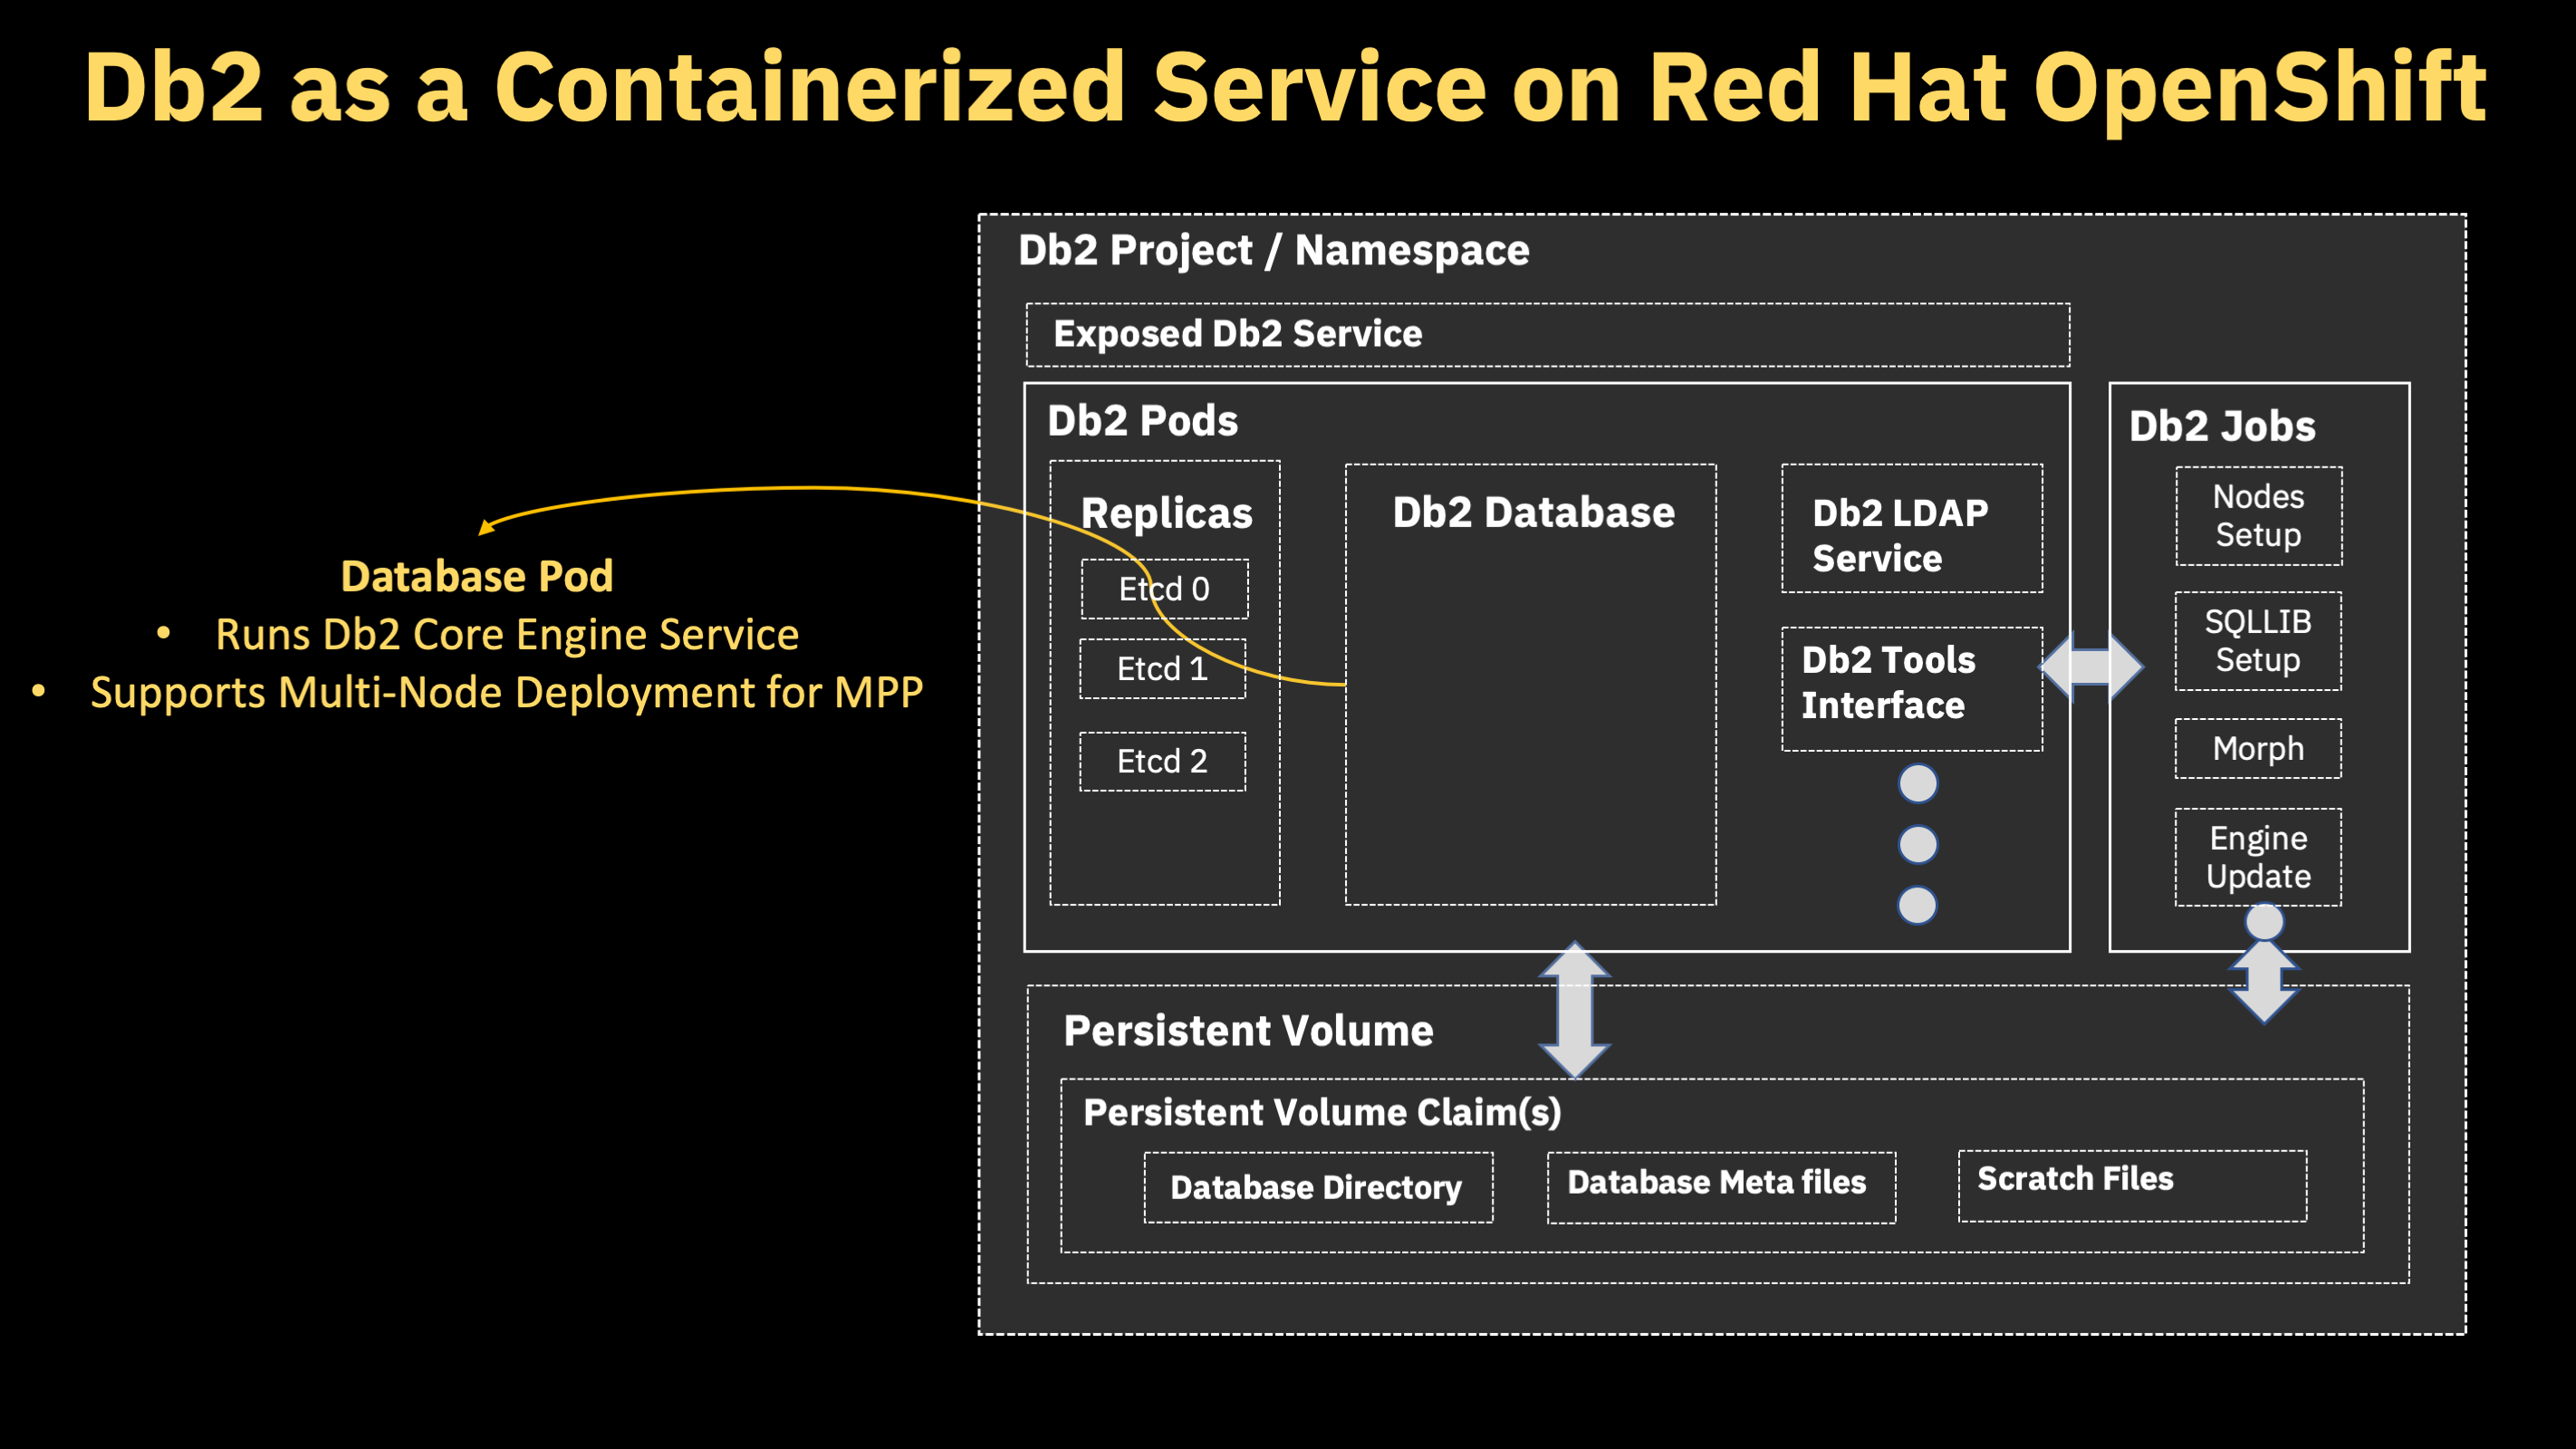 Db2 as a Containerized Service on Red Hat OpenShift
Database Pod
• Runs Db2 Core Engine Service
• Supports Multi-Node Deployment for MPP
Db2 Project / Namespace
Exposed Db2 Service
Db2 Pods
Replicas
Etcd 0
Etcd 1
Etcd 2
Db2 Database
Db2 LDAP
Service
Db2 Tools
Interface
Db2 Jobs
Nodes
Setup
SQLLIB
Setup
Morph
Engine
Update
Persistent Volume
Persistent Volume Claim(s)
Database Directory
Database Meta files
Scratch Files